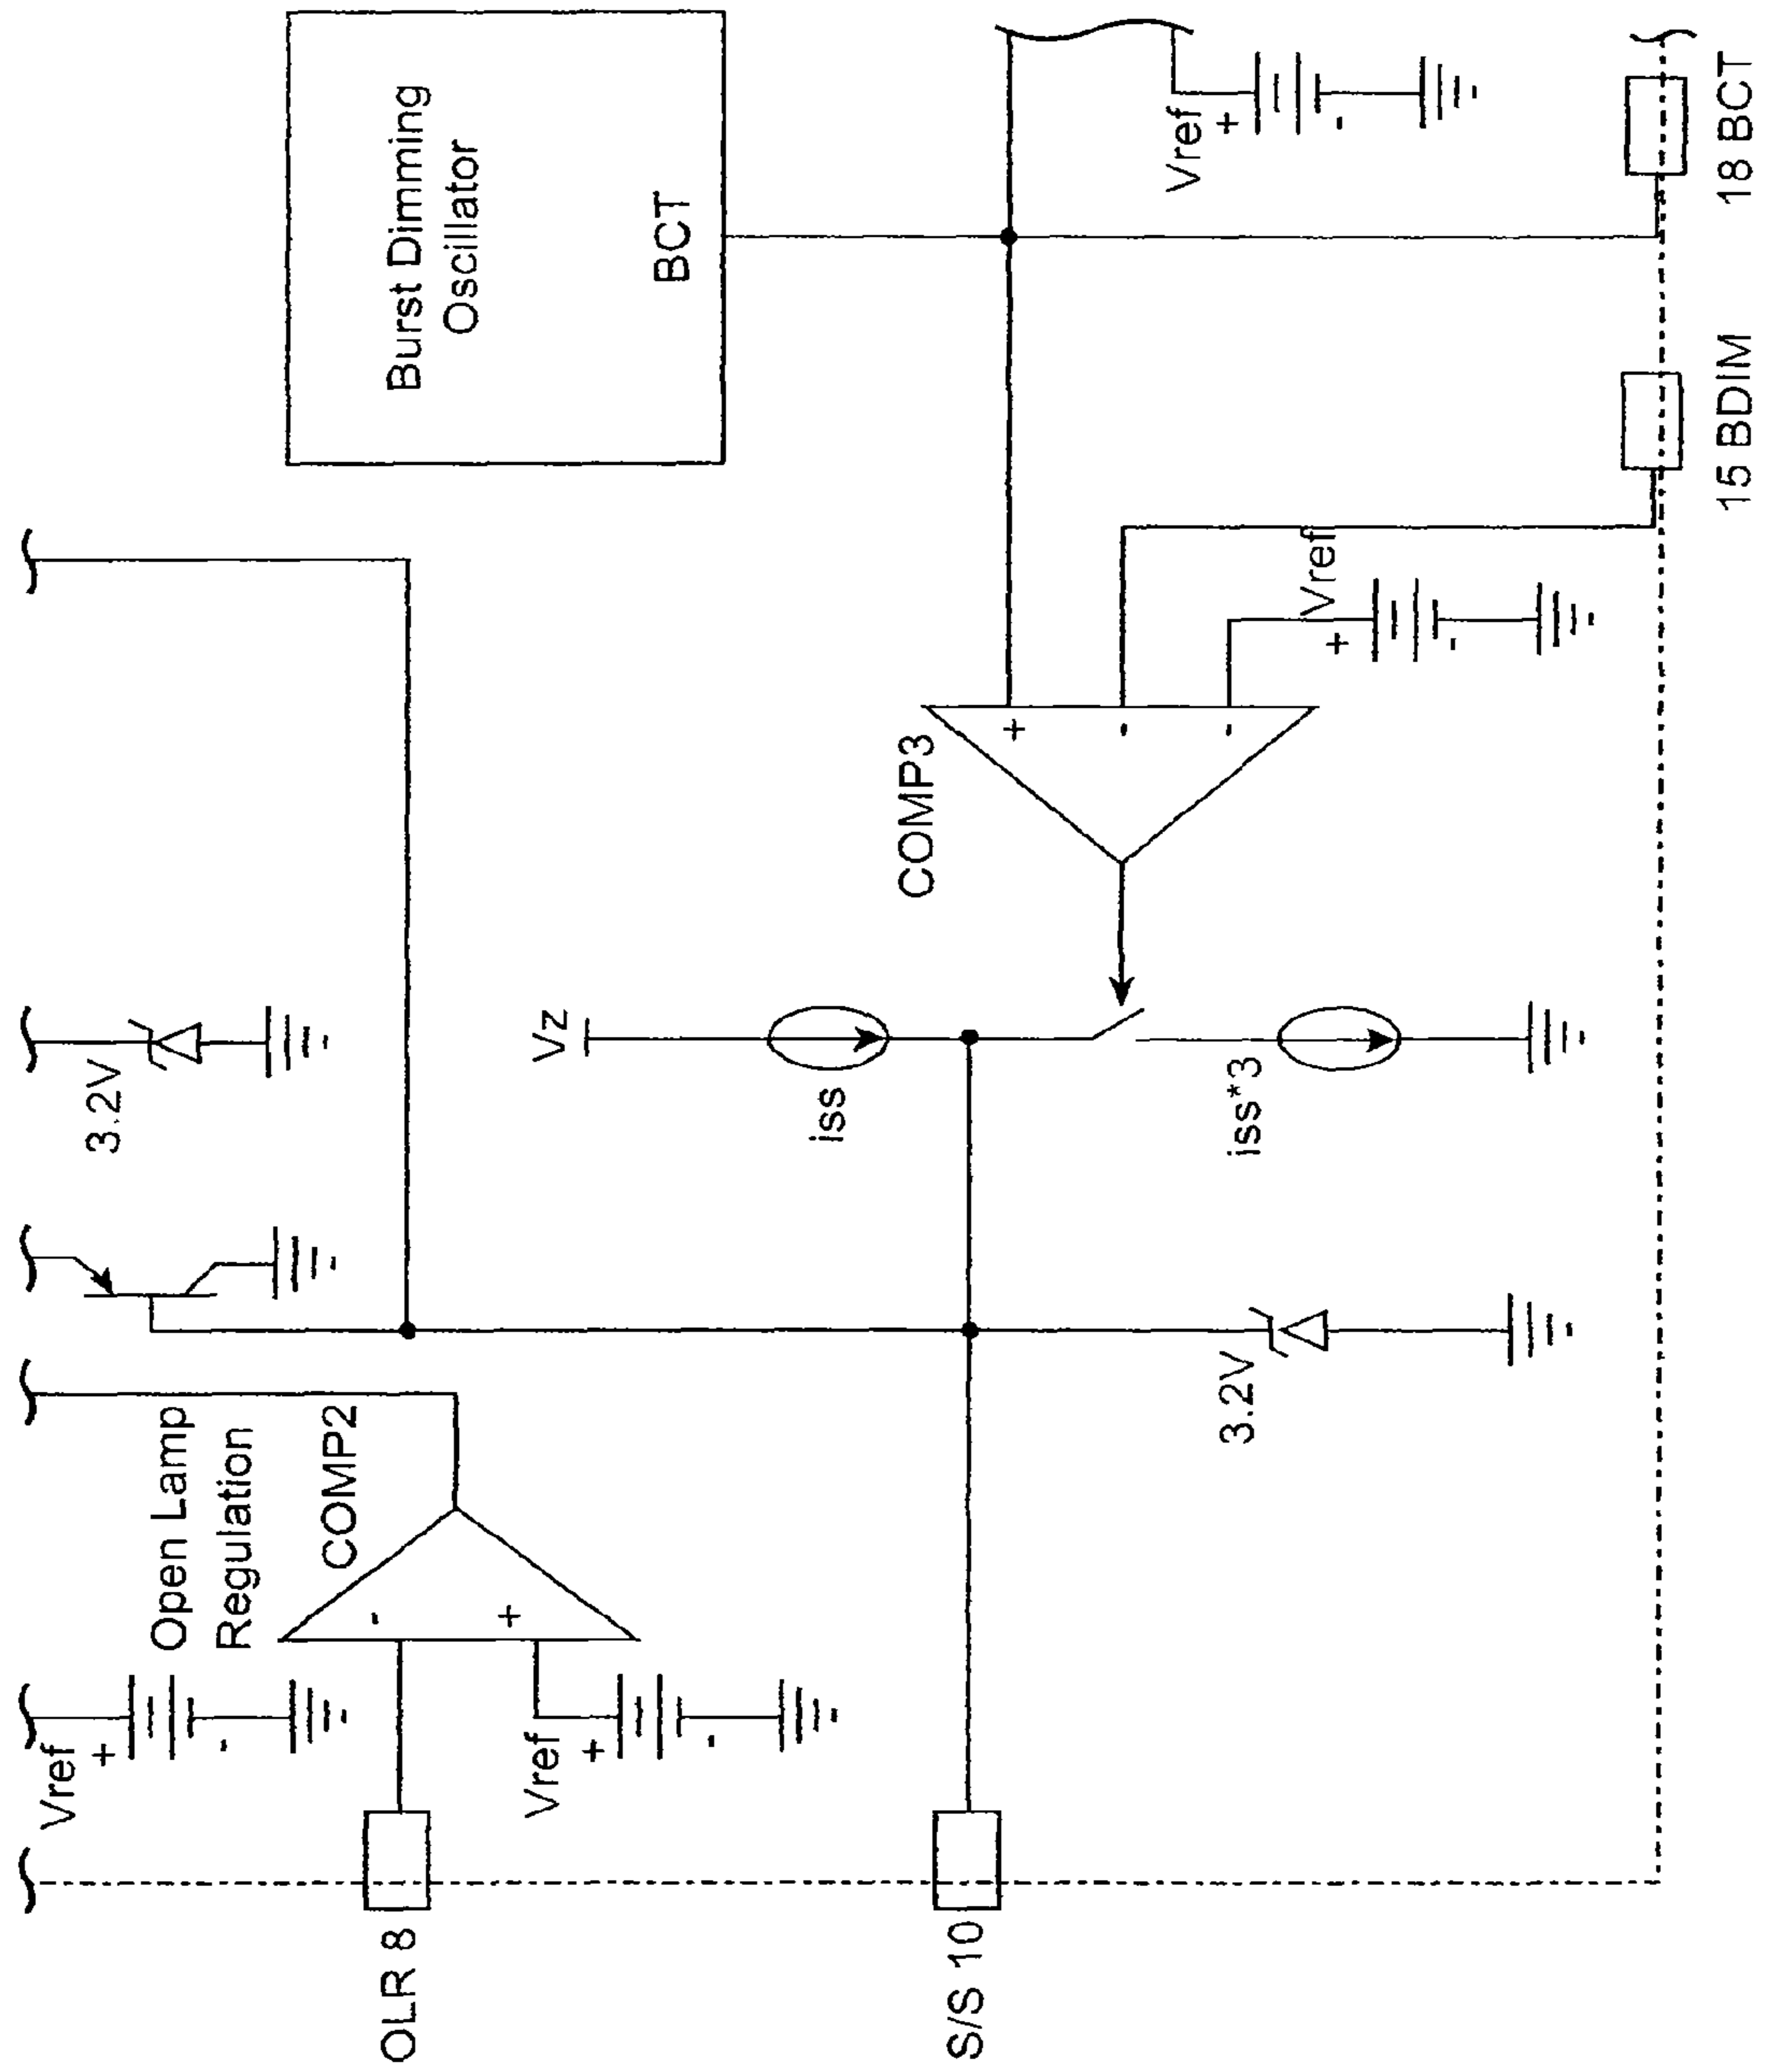 Vref
+
-
Open Lamp
Regulation
COMP2
-
+
Vref
+
-
OLR 8
S/S 10
3.2V
3.2V
Vz
iss
iss*3
COMP3
+
-
-
Vref
+
-
Burst Dimming
Oscillator
BCT
Vref
+
-
15 BDIM
18 BCT